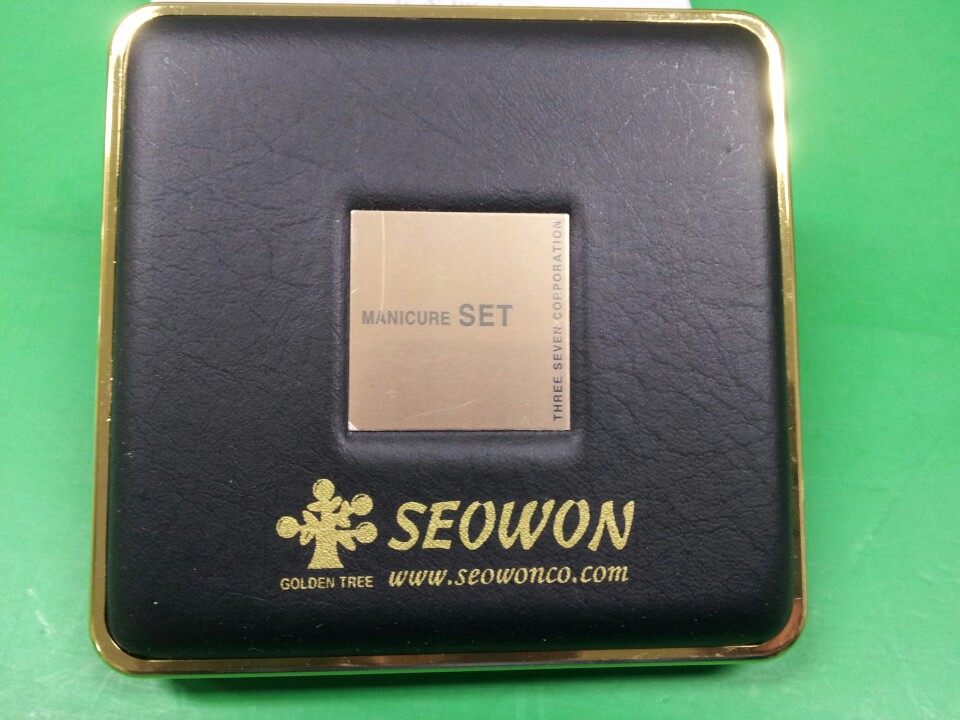 MANICURE SET
THREE SEVEN CORPORATION
SEOWON
GOLDEN TREE
www.seowonco.com